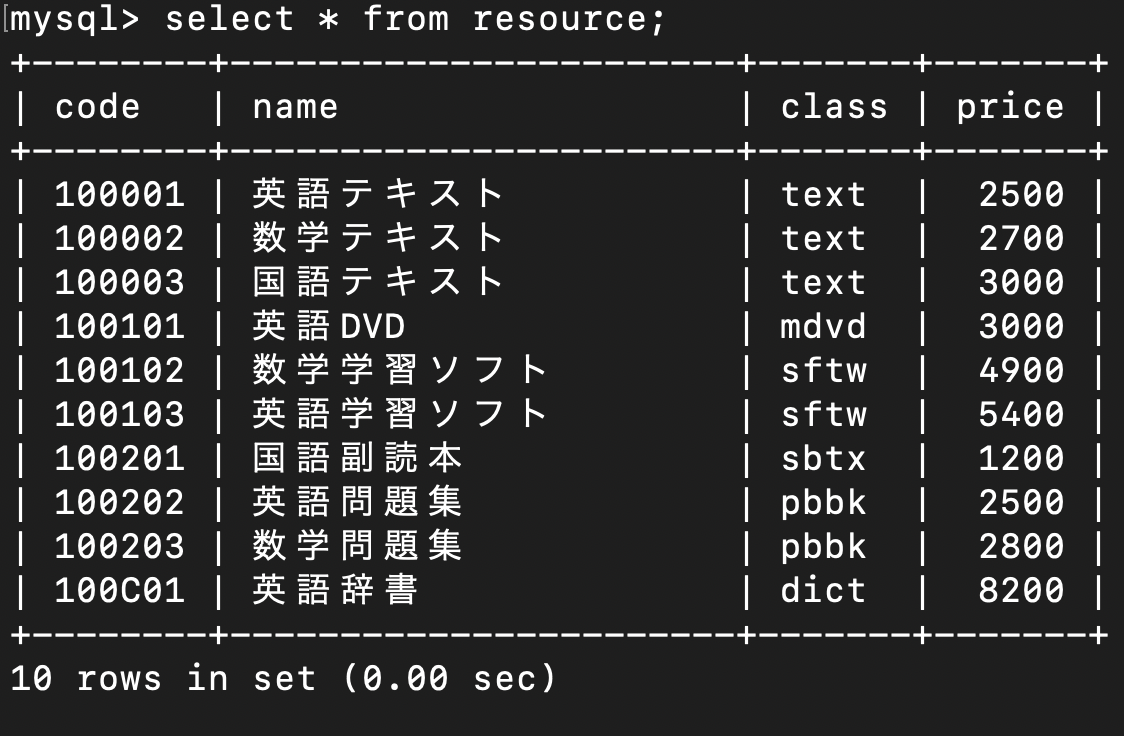 mysql> select * from resource;
+--------+-----------------------+-------+-------+
| code   | name                  | class | price |
+--------+-----------------------+-------+-------+
| 100001 | 英語テキスト          | text  |  2500 |
| 100002 | 数学テキスト          | text  |  2700 |
| 100003 | 国語テキスト          | text  |  3000 |
| 100101 | 英語DVD               | mdvd  |  3000 |
| 100102 | 数学学習ソフト        | sftw  |  4900 |
| 100103 | 英語学習ソフト        | sftw  |  5400 |
| 100201 | 国語副読本            | sbtx  |  1200 |
| 100202 | 英語問題集            | pbbk  |  2500 |
| 100203 | 数学問題集            | pbbk  |  2800 |
| 100C01 | 英語辞書              | dict  |  8200 |
+--------+-----------------------+-------+-------+
10 rows in set (0.00 sec)